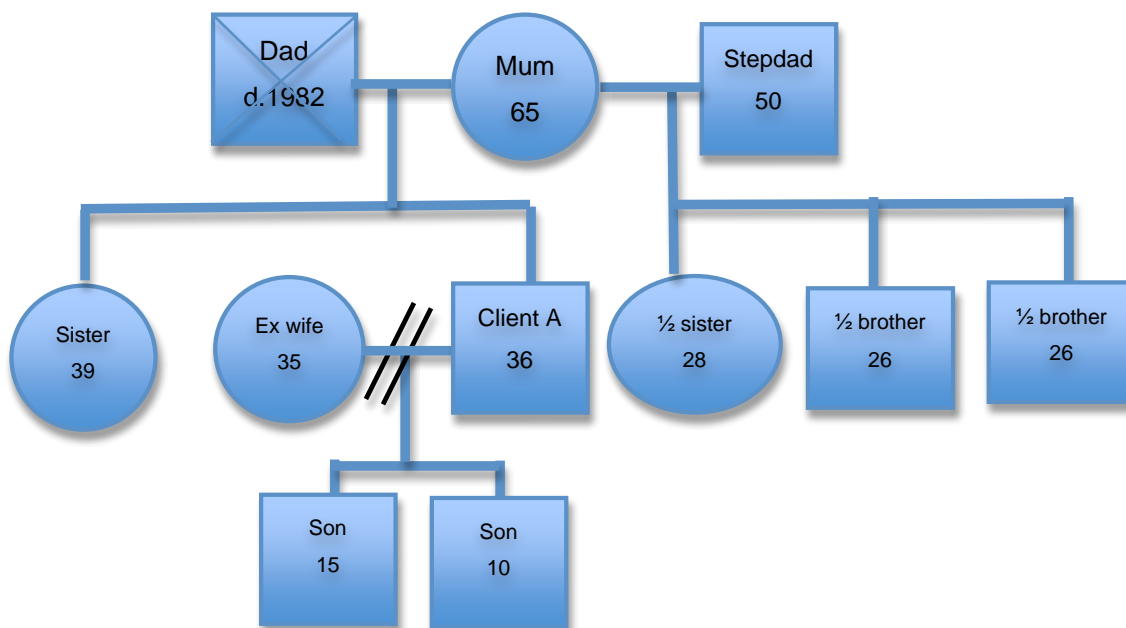 Dad
d.1982
Mum
65
Stepdad
50
Sister
39
Ex wife
35
Client A
36
½ sister
28
½ brother
26
½ brother
26
Son
15
Son
10